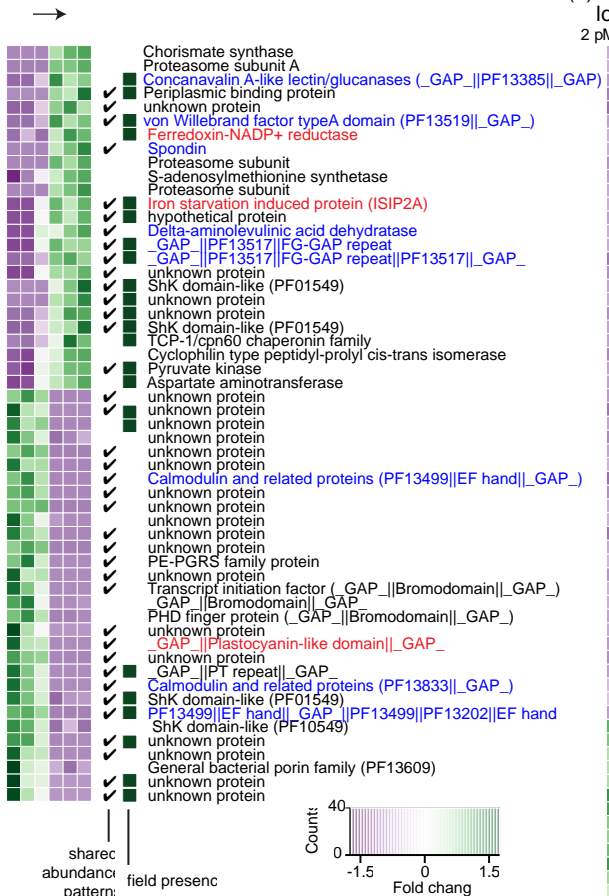 2 pM
Chorismate synthase
Proteasome subunit A
Concanavalin A-like lectin/glucanases (_GAP_||PF13385||_GAP)
Periplasmic binding protein
unknown protein
von Willebrand factor typeA domain (PF13519||_GAP_)
Ferredoxin-NADP+ reductase
Spondin
Proteasome subunit
S-adenosylmethionine synthetase
Proteasome subunit
Iron starvation induced protein (ISIP2A)
hypothetical protein
Delta-aminolevulinic acid dehydratase
_GAP_||PF13517||FG-GAP repeat
_GAP_||PF13517||FG-GAP repeat||PF13517||_GAP_
unknown protein
ShK domain-like (PF01549)
unknown protein
unknown protein
ShK domain-like (PF01549)
TCP-1/cpn60 chaperonin family
Cyclophilin type peptidyl-prolyl cis-trans isomerase
Pyruvate kinase
Aspartate aminotransferase
unknown protein
unknown protein
unknown protein
unknown protein
unknown protein
unknown protein
Calmodulin and related proteins (PF13499||EF hand||_GAP_)
unknown protein
unknown protein
unknown protein
unknown protein
unknown protein
PE-PGRS family protein
unknown protein
Transcript initiation factor (_GAP_||Bromodomain||_GAP_)
_GAP_||Bromodomain||_GAP_
PHD finger protein (_GAP_||Bromodomain||_GAP_)
unknown protein
_GAP_||Plastocyanin-like domain||_GAP_
unknown protein
_GAP_||PT repeat||_GAP_
Calmodulin and related proteins (PF13833||_GAP_)
ShK domain-like (PF01549)
PF13499||EF hand||_GAP_||PF13499||PF13202||EF hand
ShK domain-like (PF10549)
unknown protein
unknown protein
General bacterial porin family (PF13609)
unknown protein
unknown protein
shared
abundance
pattern
field presenc
Counts
40
0
-1.5 0 1.5
Fold chang